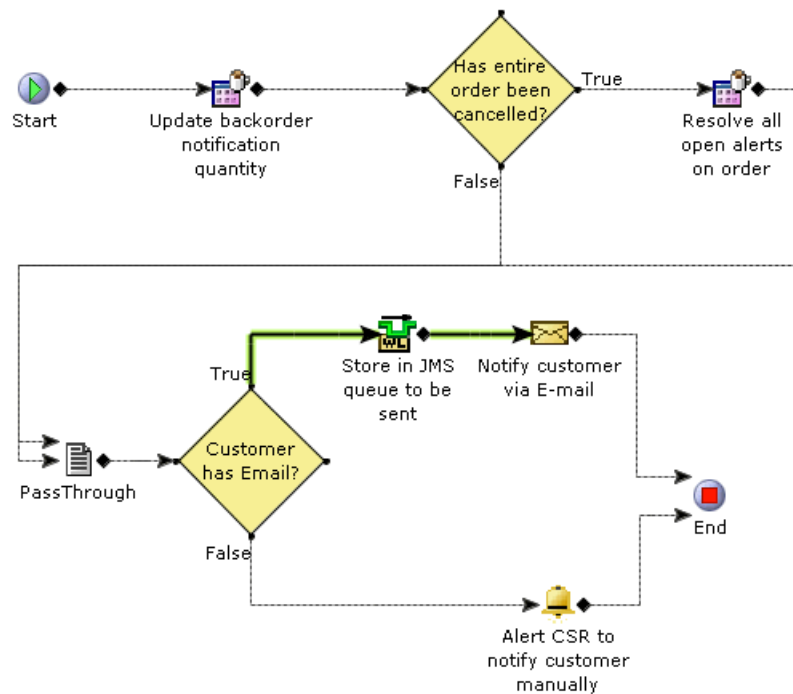 Has entire
order been
cancelled?
True
Start
Update backorder
notification
quantity
Resolve all
open alerts
on order
False
True
Store in JMS
queue to be
sent
WL
Notify customer
via E-mail
Customer
has Email?
PassThrough
False
End
Alert CSR to
notify customer
manually